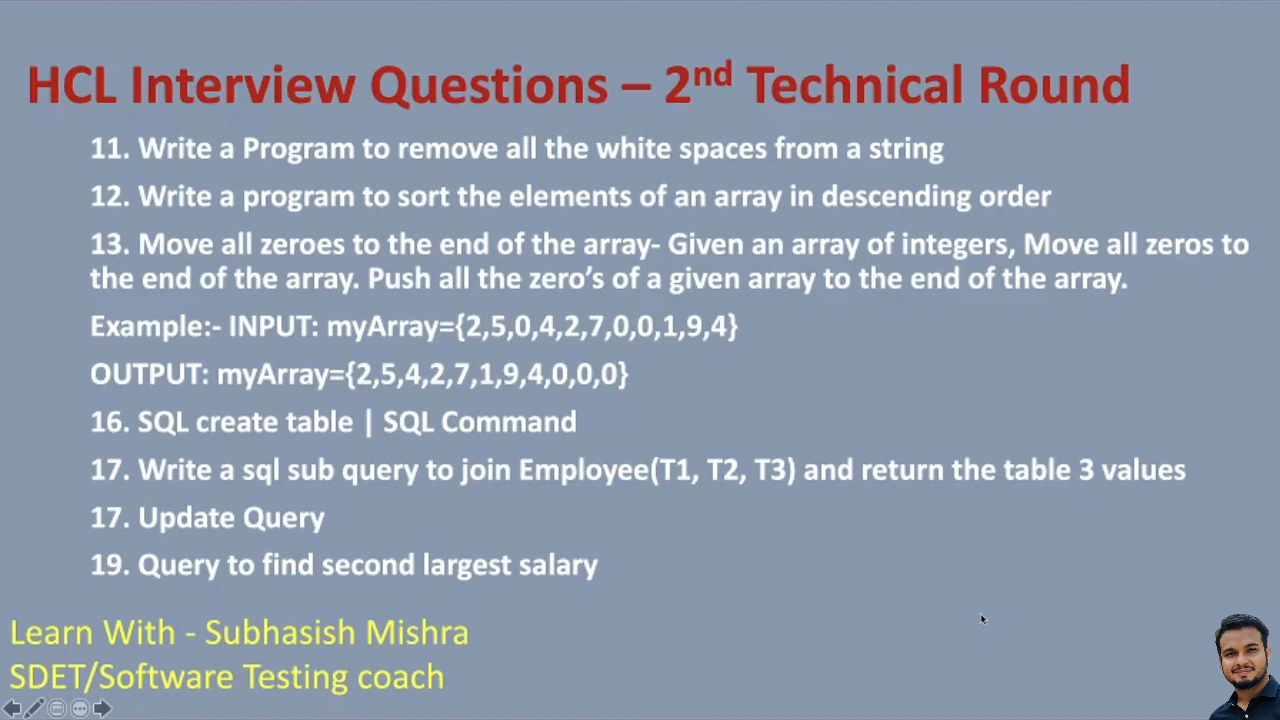 HCL Interview Questions – 2nd Technical Round
11. Write a Program to remove all the white spaces from a string
12. Write a program to sort the elements of an array in descending order
13. Move all zeroes to the end of the array- Given an array of integers, Move all zeros to
the end of the array. Push all the zero’s of a given array to the end of the array.
Example:- INPUT: myArray={2,5,0,4,2,7,0,0,1,9,4}
OUTPUT: myArray={2,5,4,2,7,1,9,4,0,0,0}
16. SQL create table | SQL Command
17. Write a sql sub query to join Employee(T1, T2, T3) and return the table 3 values
17. Update Query
19. Query to find second largest salary
Learn With - Subhasish Mishra
SDET/Software Testing coach